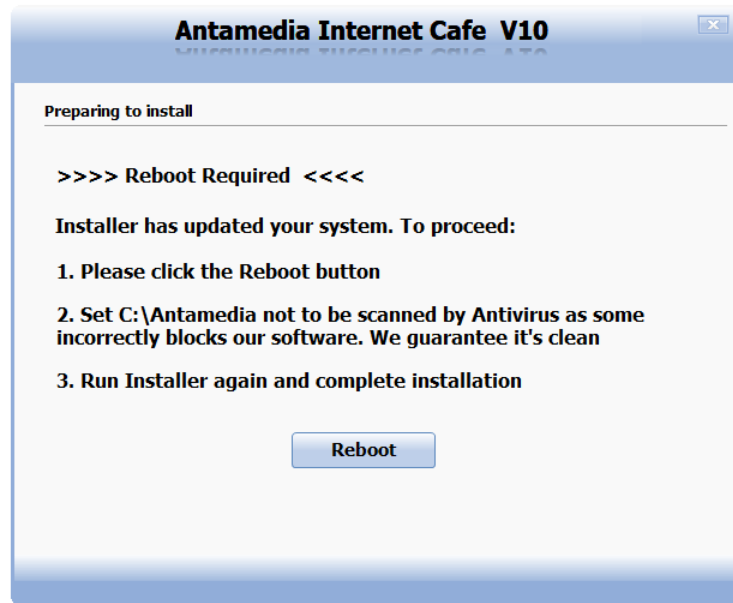 Antamedia Internet Cafe V10
Preparing to install
>>>> Reboot Required <<<<
Installer has updated your system. To proceed:
1. Please click the Reboot button
2. Set C:\Antamedia not to be scanned by Antivirus as some
incorrectly blocks our software. We guarantee it's clean
3. Run Installer again and complete installation
Reboot